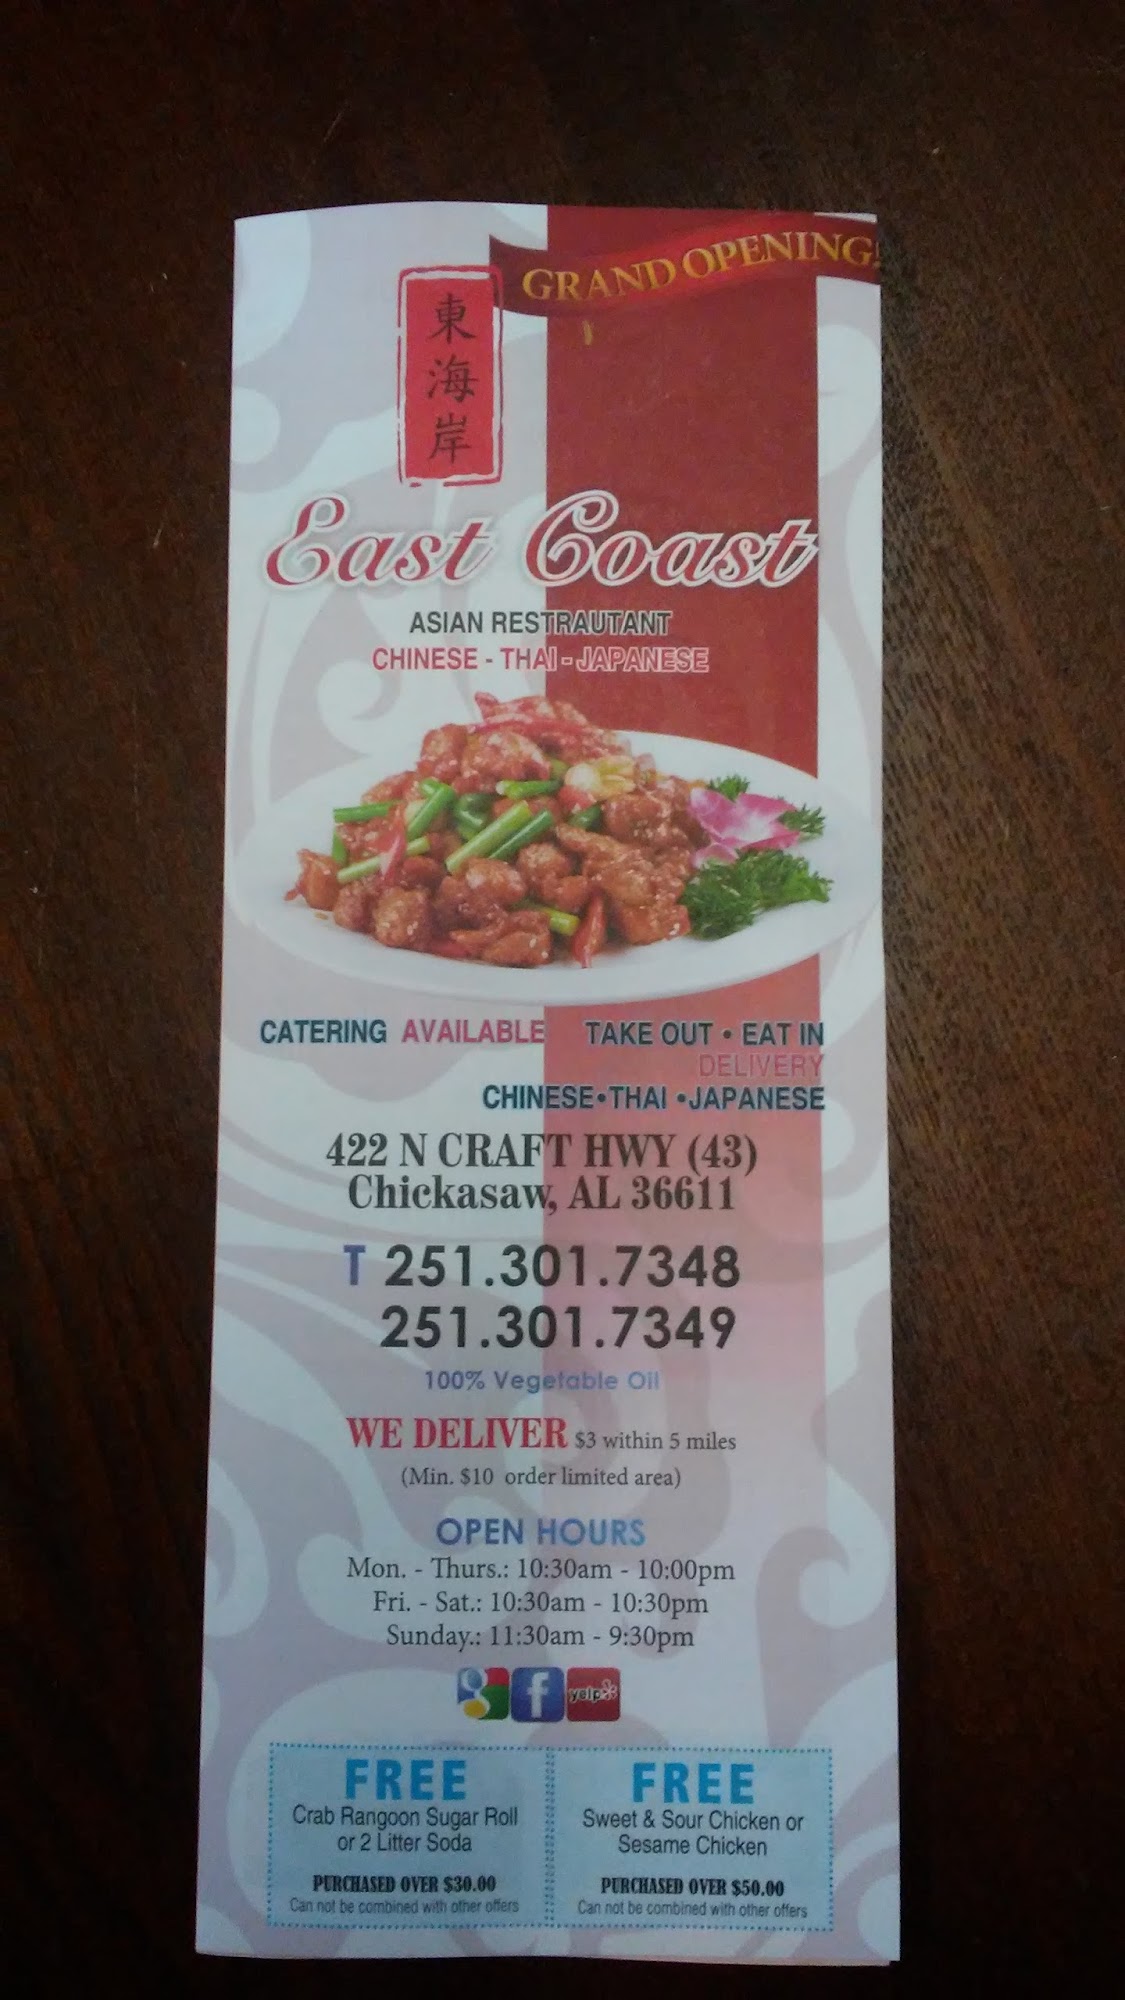 GRAND OPENING!
東
海
岸
East Coast
ASIAN RESTRAUTANT
CHINESE - THAI - JAPANESE
CATERING AVAILABLE TAKE OUT • EAT IN
DELIVERY
CHINESE•THAI •JAPANESE
422 N CRAFT HWY (43)
Chickasaw, AL 36611
T 251.301.7348
251.301.7349
100% Vegetable Oil
WE DELIVER $3 within 5 miles
(Min. $10 order limited area)
OPEN HOURS
Mon. - Thurs.: 10:30am - 10:00pm
Fri. - Sat.: 10:30am - 10:30pm
Sunday.: 11:30am - 9:30pm
g f yelp
FREE
Crab Rangoon Sugar Roll
or 2 Litter Soda
PURCHASED OVER $30.00
Can not be combined with other offers
FREE
Sweet & Sour Chicken or
Sesame Chicken
PURCHASED OVER $50.00
Can not be combined with other offers